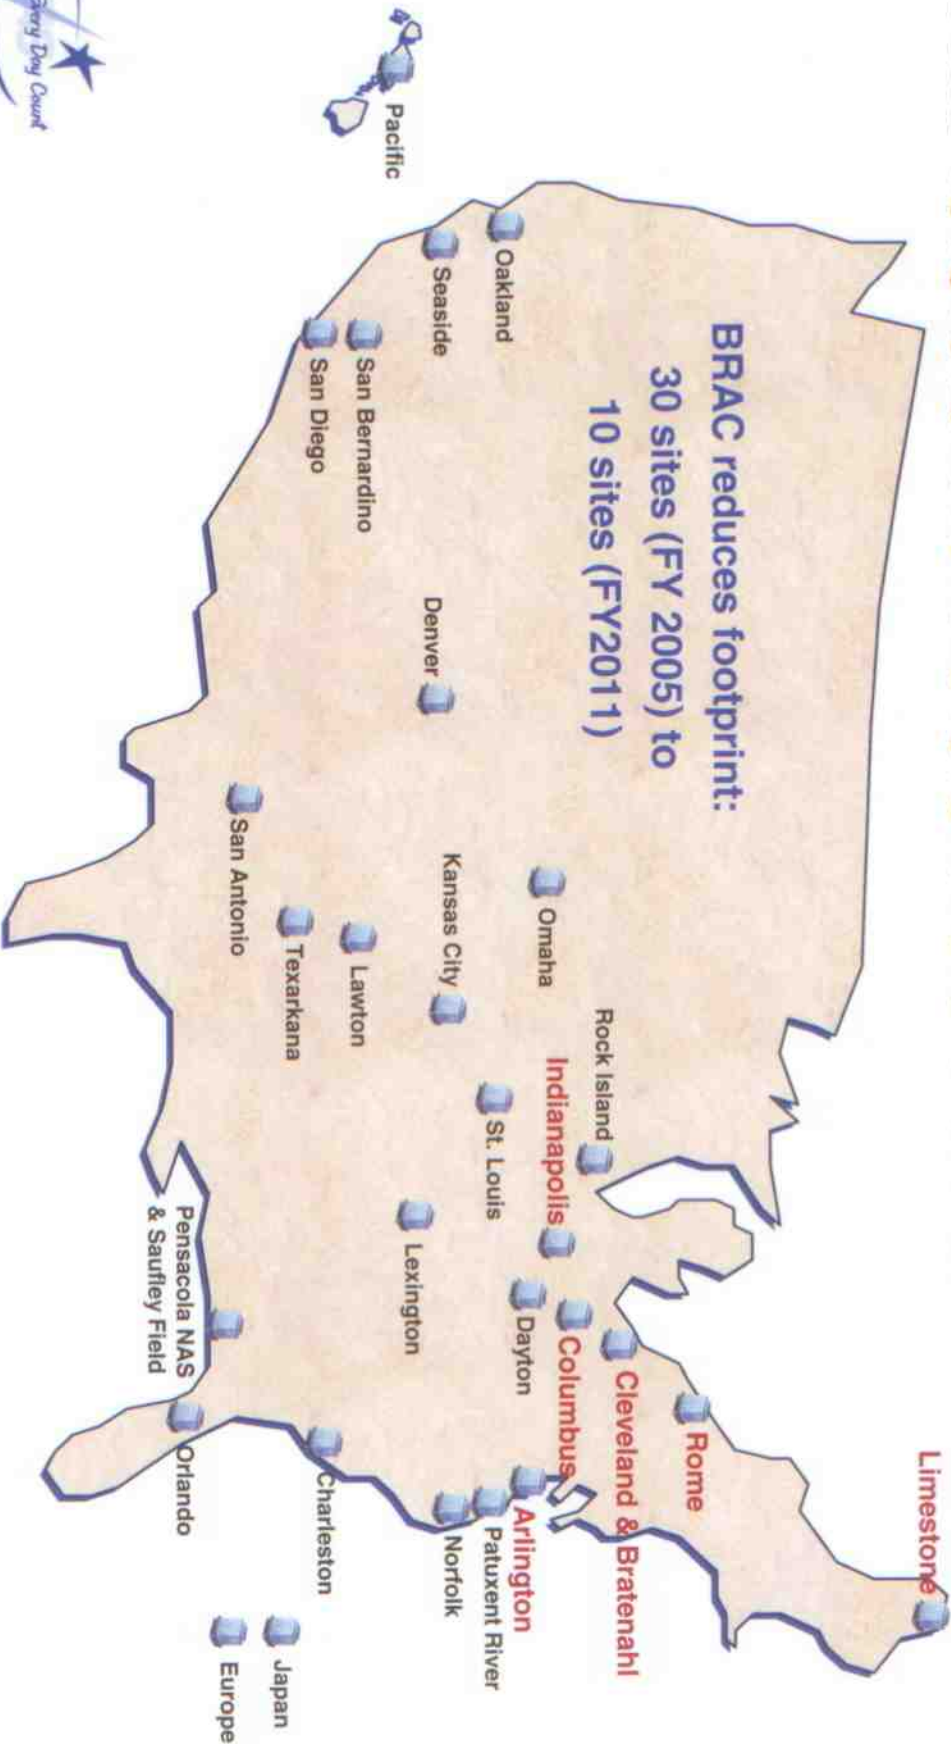 BRAC reduces footprint:
30 sites (FY 2005) to
10 sites (FY2011)
Limestone
Rome
Cleveland & Bratenahl
Columbus
Indianapolis
Arlington
Rock Island
Omaha
Dayton
Patuxent River
Oakland
St. Louis
Norfolk
Seaside
Denver
Kansas City
Lexington
Pacific
San Bernardino
Lawton
San Diego
Texarkana
Charleston
San Antonio
Pensacola NAS
& Saufley Field
Orlando
Japan
Europe
Day Count